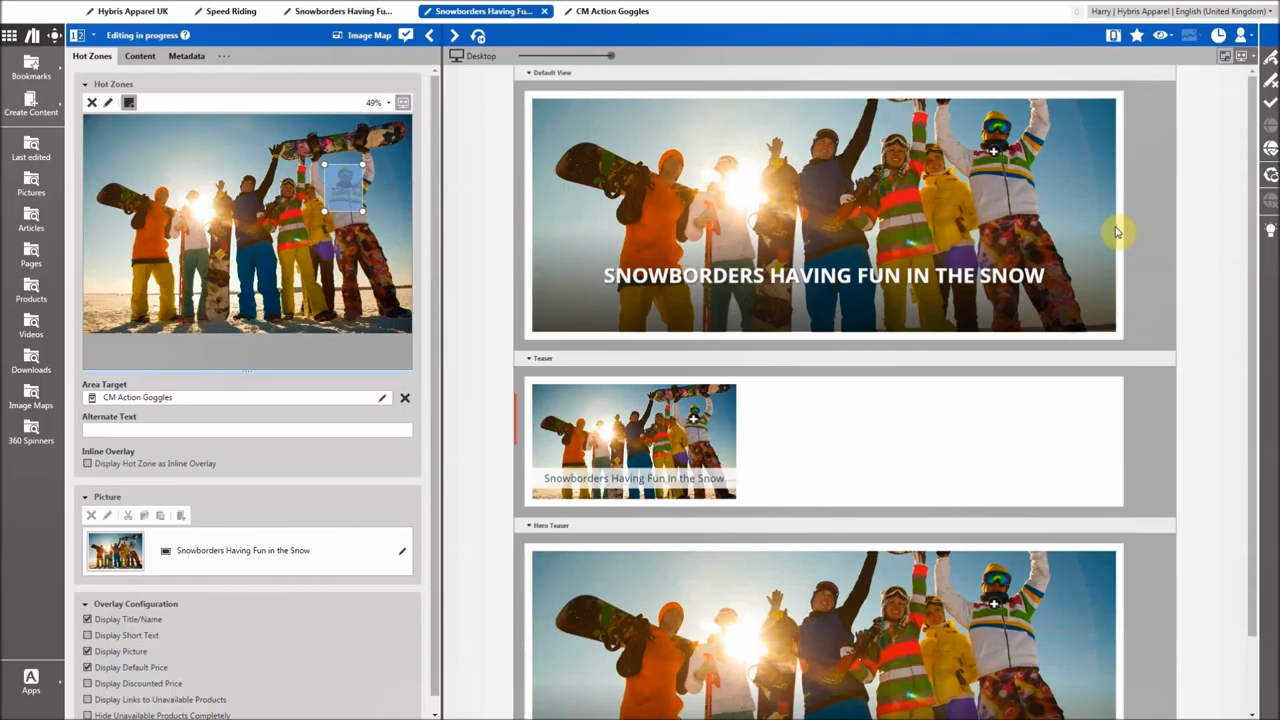 Hybris Apparel UK
Speed Riding
Snowborders Having Fu...
Snowborders Having Fu...
CM Action Goggles
0
Harry | Hybris Apparel | English (United Kingdom)
Editing in progress
Image Map
Hot Zones
Content
Metadata
Desktop
Bookmarks
Create Content
Last edited
Pictures
Articles
Pages
Products
Videos
Downloads
Image Maps
360 Spinners
Apps
Hot Zones
49%
Area Target
CM Action Goggles
Alternate Text
Inline Overlay
Display Hot Zone as Inline Overlay
Picture
Snowborders Having Fun in the Snow
Overlay Configuration
Display Title/Name
Display Short Text
Display Picture
Display Default Price
Display Discounted Price
Display Links to Unavailable Products
Hide Unavailable Products Completely
Default View
SNOWBORDERS HAVING FUN IN THE SNOW
Teaser
Snowborders Having Fun in the Snow
Hero Teaser